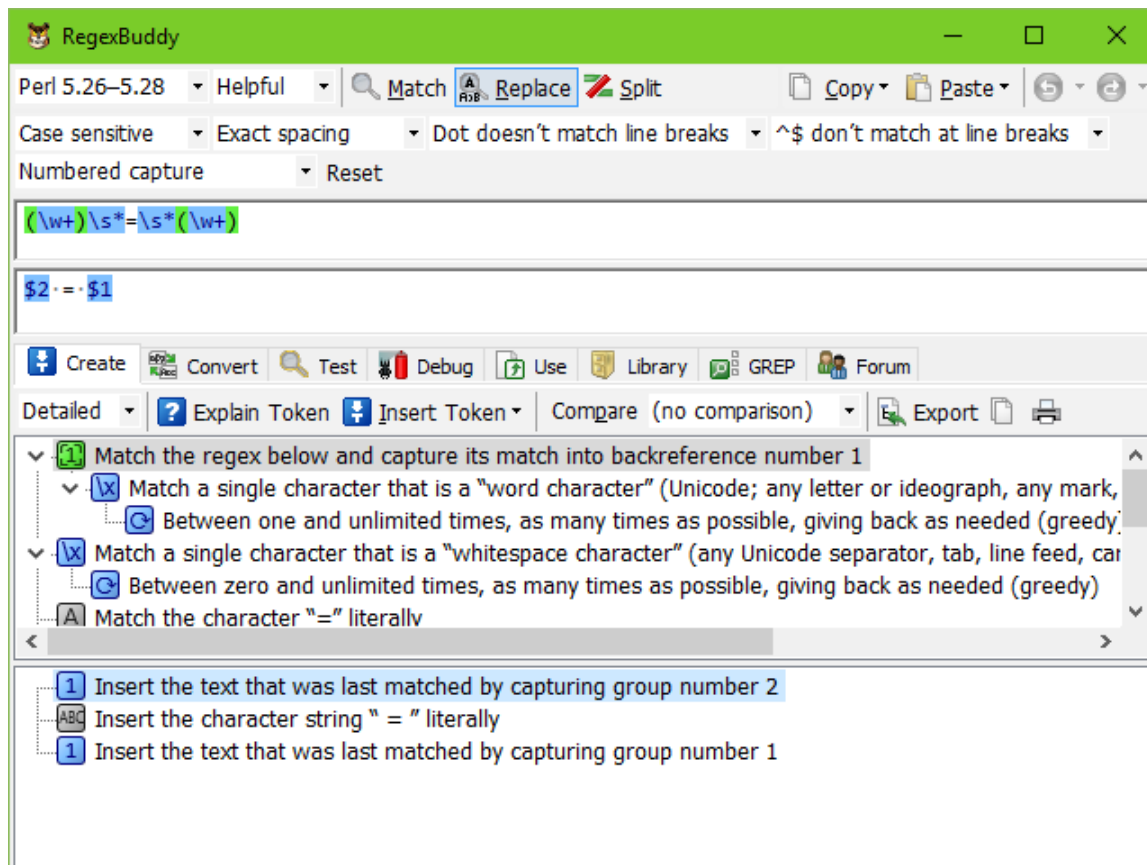 RegexBuddy
Perl 5.26–5.28 Helpful Match Replace Split Copy Paste
Case sensitive Exact spacing Dot doesn’t match line breaks ^$ don’t match at line breaks
Numbered capture Reset
(\w+)\s*=\s*(\w+)
$2·=·$1
Create Convert Test Debug Use Library GREP Forum
Detailed Explain Token Insert Token Compare (no comparison) Export
[1] Match the regex below and capture its match into backreference number 1
\x Match a single character that is a “word character” (Unicode; any letter or ideograph, any mark,
Between one and unlimited times, as many times as possible, giving back as needed (greedy)
\x Match a single character that is a “whitespace character” (any Unicode separator, tab, line feed, car
Between zero and unlimited times, as many times as possible, giving back as needed (greedy)
A Match the character “=” literally
1 Insert the text that was last matched by capturing group number 2
ABC Insert the character string “ = ” literally
1 Insert the text that was last matched by capturing group number 1